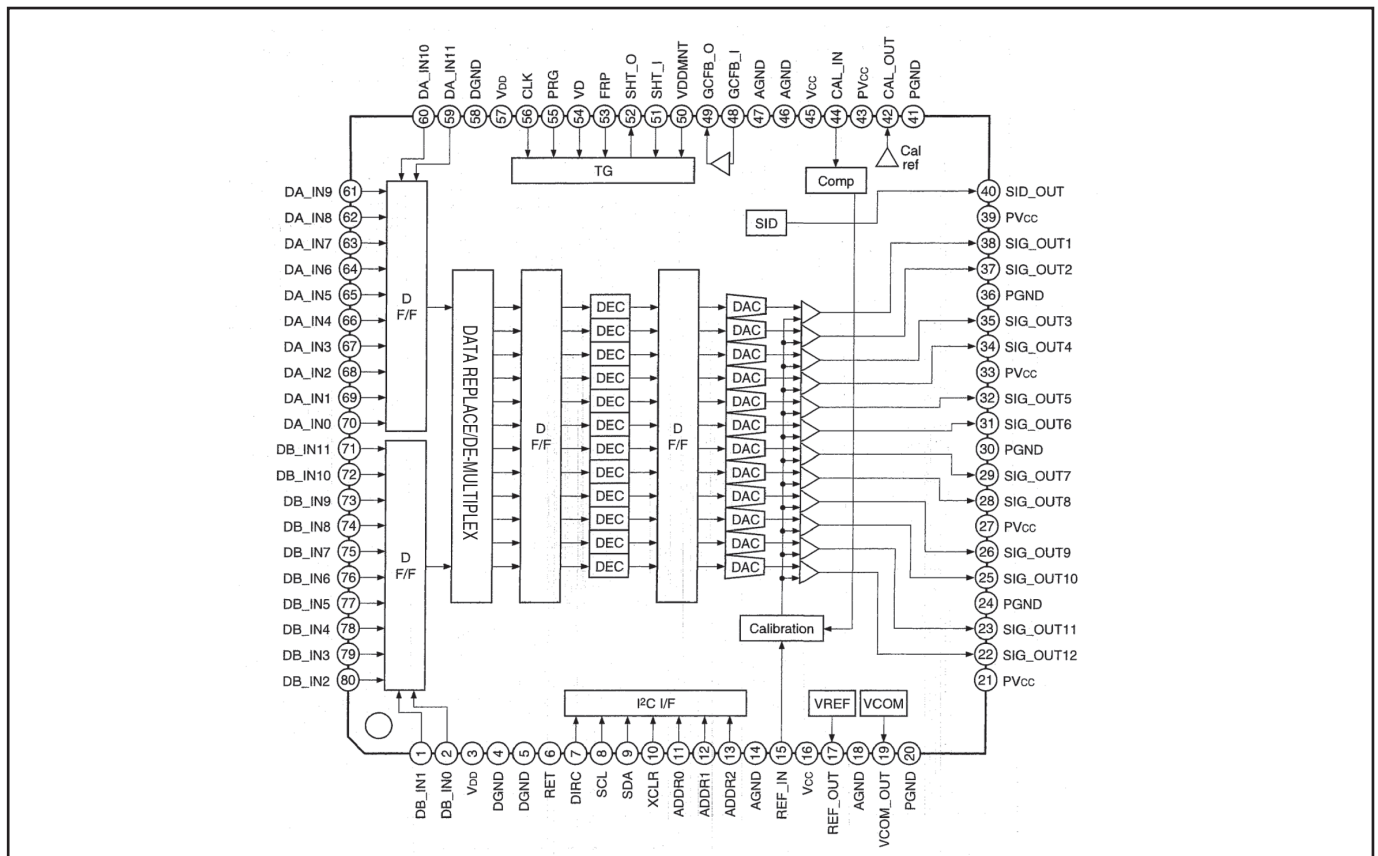 DA_IN10
DA_IN11
DGND
VDD
CLK
PRG
VD
FRP
SHT_O
SHT_I
VDDMNT
GCFB_O
GCFB_I
AGND
AGND
VCC
CAL_IN
PVCC
CAL_OUT
PGND
60
59
58
57
56
55
54
53
52
51
50
49
48
47
46
45
44
43
42
41
TG
Comp
Cal
ref
SID
DA_IN9 61
DA_IN8 62
DA_IN7 63
DA_IN6 64
DA_IN5 65
DA_IN4 66
DA_IN3 67
DA_IN2 68
DA_IN1 69
DA_IN0 70
DB_IN11 71
DB_IN10 72
DB_IN9 73
DB_IN8 74
DB_IN7 75
DB_IN6 76
DB_IN5 77
DB_IN4 78
DB_IN3 79
DB_IN2 80
D
F/F
D
F/F
DATA REPLACE/DE-MULTIPLEX
D
F/F
DEC
DEC
DEC
DEC
DEC
DEC
DEC
DEC
DEC
DEC
DEC
DEC
D
F/F
DAC
DAC
DAC
DAC
DAC
DAC
DAC
DAC
DAC
DAC
DAC
DAC
40 SID_OUT
39 PVCC
38 SIG_OUT1
37 SIG_OUT2
36 PGND
35 SIG_OUT3
34 SIG_OUT4
33 PVCC
32 SIG_OUT5
31 SIG_OUT6
30 PGND
29 SIG_OUT7
28 SIG_OUT8
27 PVCC
26 SIG_OUT9
25 SIG_OUT10
24 PGND
23 SIG_OUT11
22 SIG_OUT12
21 PVCC
Calibration
I2C I/F
VREF
VCOM
1
2
3
4
5
6
7
8
9
10
11
12
13
14
15
16
17
18
19
20
DB_IN1
DB_IN0
VDD
DGND
DGND
RET
DIRC
SCL
SDA
XCLR
ADDR0
ADDR1
ADDR2
AGND
REF_IN
VCC
REF_OUT
AGND
VCOM_OUT
PGND